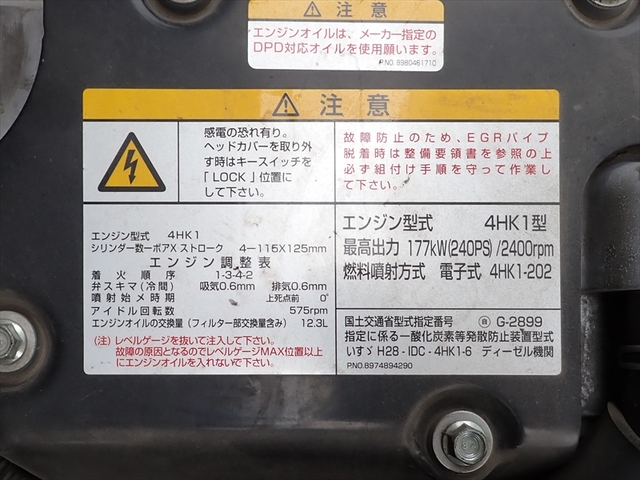 注意
エンジンオイルは、メーカー指定の
DPD対応オイルを使用願います。
P.NO. 8980461710
注意
感電の恐れ有り。
ヘッドカバーを取り外
す時はキースイッチを
「LOCK」位置に
して下さい。
故障防止のため、EGRパイプ
脱着時は整備要領書を参照の上
必ず組付け手順を守って作業し
て下さい。
エンジン型式 4HK1
シリンダ数ーボアX ストローク 4ー115X125mm
エンジン調整表
着火順序 1-3-4-2
弁スキマ(冷間) 吸気0.6mm 排気0.6mm
噴射始メ時期 上死点前 0°
アイドル回転数 575rpm
エンジンオイルの交換量(フィルター部交換量含み) 12.3L
(注)レベルゲージを抜いて注入して下さい。
故障の原因となるのでレベルゲージMAX位置以上
にエンジンオイルを入れないで下さい。
エンジン型式 4HK1型
最高出力 177kW(240PS)/2400rpm
燃料噴射方式 電子式 4HK1-202
国土交通省型式指定番号 Ⓡ G-2899
指定に係る一酸化炭素等発散防止装置型式
いすゞ H28-IDC-4HK1-6 ディーゼル機関
P.NO.8974894290